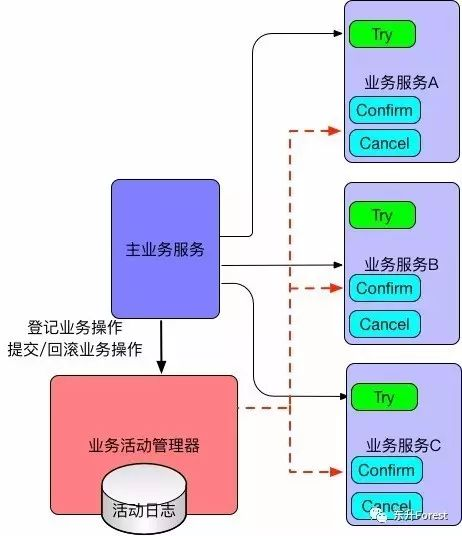 Try
业务服务A
Confirm
Cancel
主业务服务
Try
业务服务B
Confirm
Cancel
登记业务操作
提交/回滚业务操作
业务活动管理器
活动日志
Try
业务服务C
Confirm
Cancel
东升Forest